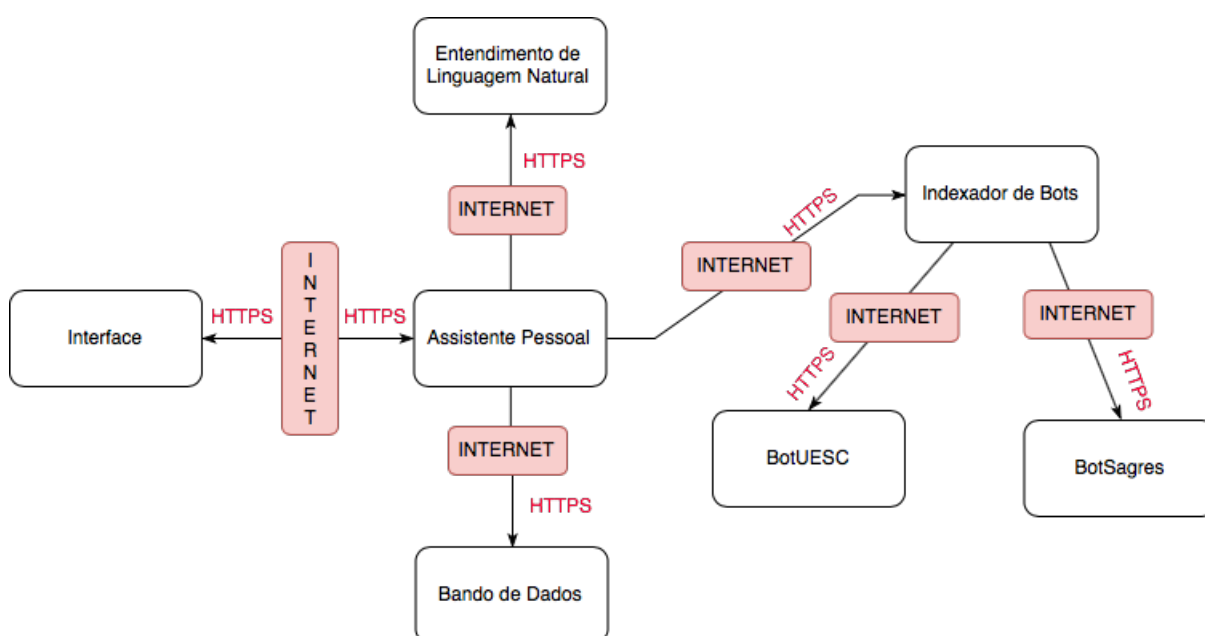 Entendimento de
Linguagem Natural
HTTPS
INTERNET
Indexador de Bots
HTTPS
INTERNET
INTERNET
HTTPS
HTTPS
Interface
Assistente Pessoal
INTERNET
INTERNET
HTTPS
HTTPS
INTERNET
HTTPS
BotUESC
BotSagres
Bando de Dados